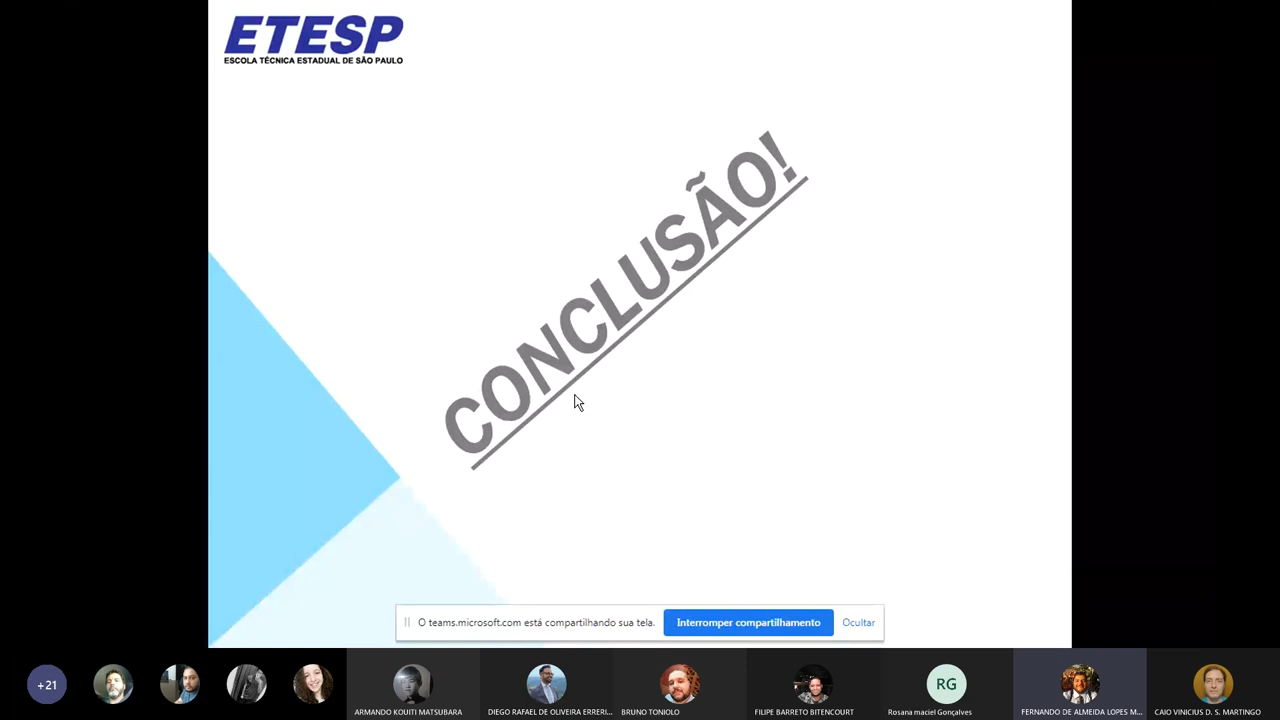 ETESP
ESCOLA TÉCNICA ESTADUAL DE SÃO PAULO
CONCLUSÃO!
O teams.microsoft.com está compartilhando sua tela.
Interromper compartilhamento
Ocultar
+21
RG
ARMANDO KOUITI MATSUBARA
DIEGO RAFAEL DE OLIVEIRA ERRERI...
BRUNO TONIOLO
FILIPE BARRETO BITENCOURT
Rosana maciel Gonçalves
FERNANDO DE ALMEIDA LOPES M...
CAIO VINICIUS D. S. MARTINGO